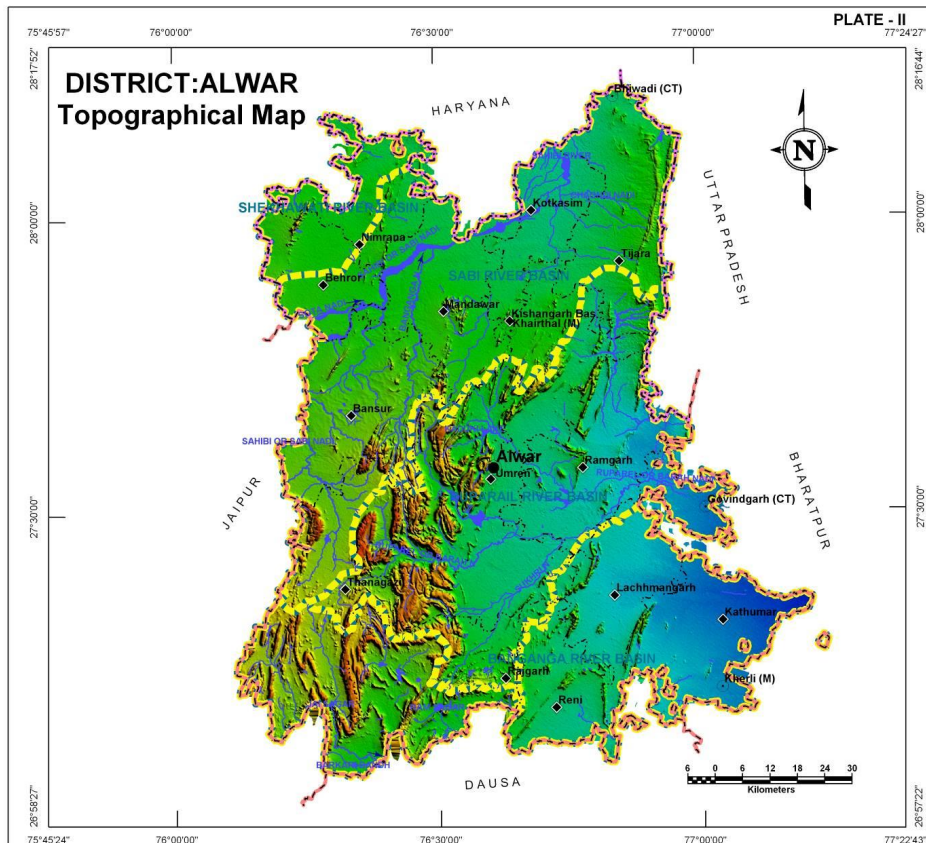 PLATE - II
75°45'57"
76°00'00"
76°30'00"
77°00'00"
77°24'27"
28°17'52"
28°16'44"
DISTRICT:ALWAR
Topographical Map
HARYANA
Bhiwadi (CT)
N
UTTARPRADESH
28°00'00"
28°00'00"
Kotkasim
SHEKHAWATI RIVER BASIN
Nimrana
Tijara
SABI RIVER BASIN
Behror
SOTA NADI
Mandawar
Kishangarh Bas
Khairthal (M)
Bansur
SAHIBI OR SABI NADI
Alwar
Umren
Ramgarh
RUPARAIL RIVER BASIN
BHARATPUR
JAIPUR
Govindgarh (CT)
27°30'00"
27°30'00"
Thanagazi
Lachhmangarh
Kathumar
BANGANGA RIVER BASIN
Rajgarh
Kherli (M)
Reni
DAUSA
6 0 6 12 18 24 30
Kilometers
26°58'27"
26°57'22"
75°45'24"
76°00'00"
76°30'00"
77°00'00"
77°22'43"